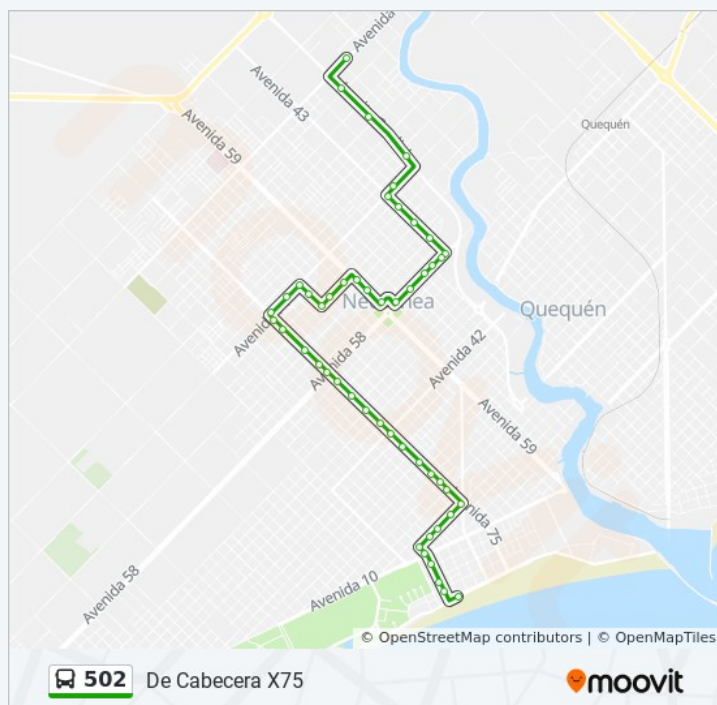 Avenida
Avenida 43
Avenida 59
Quequén
Quequén
Avenida
Avenida 58
Avenida 42
Avenida 59
Avenida 75
Avenida 10
Avenida 58
© OpenStreetMap contributors | © OpenMapTiles
502 De Cabecera X75
moovit